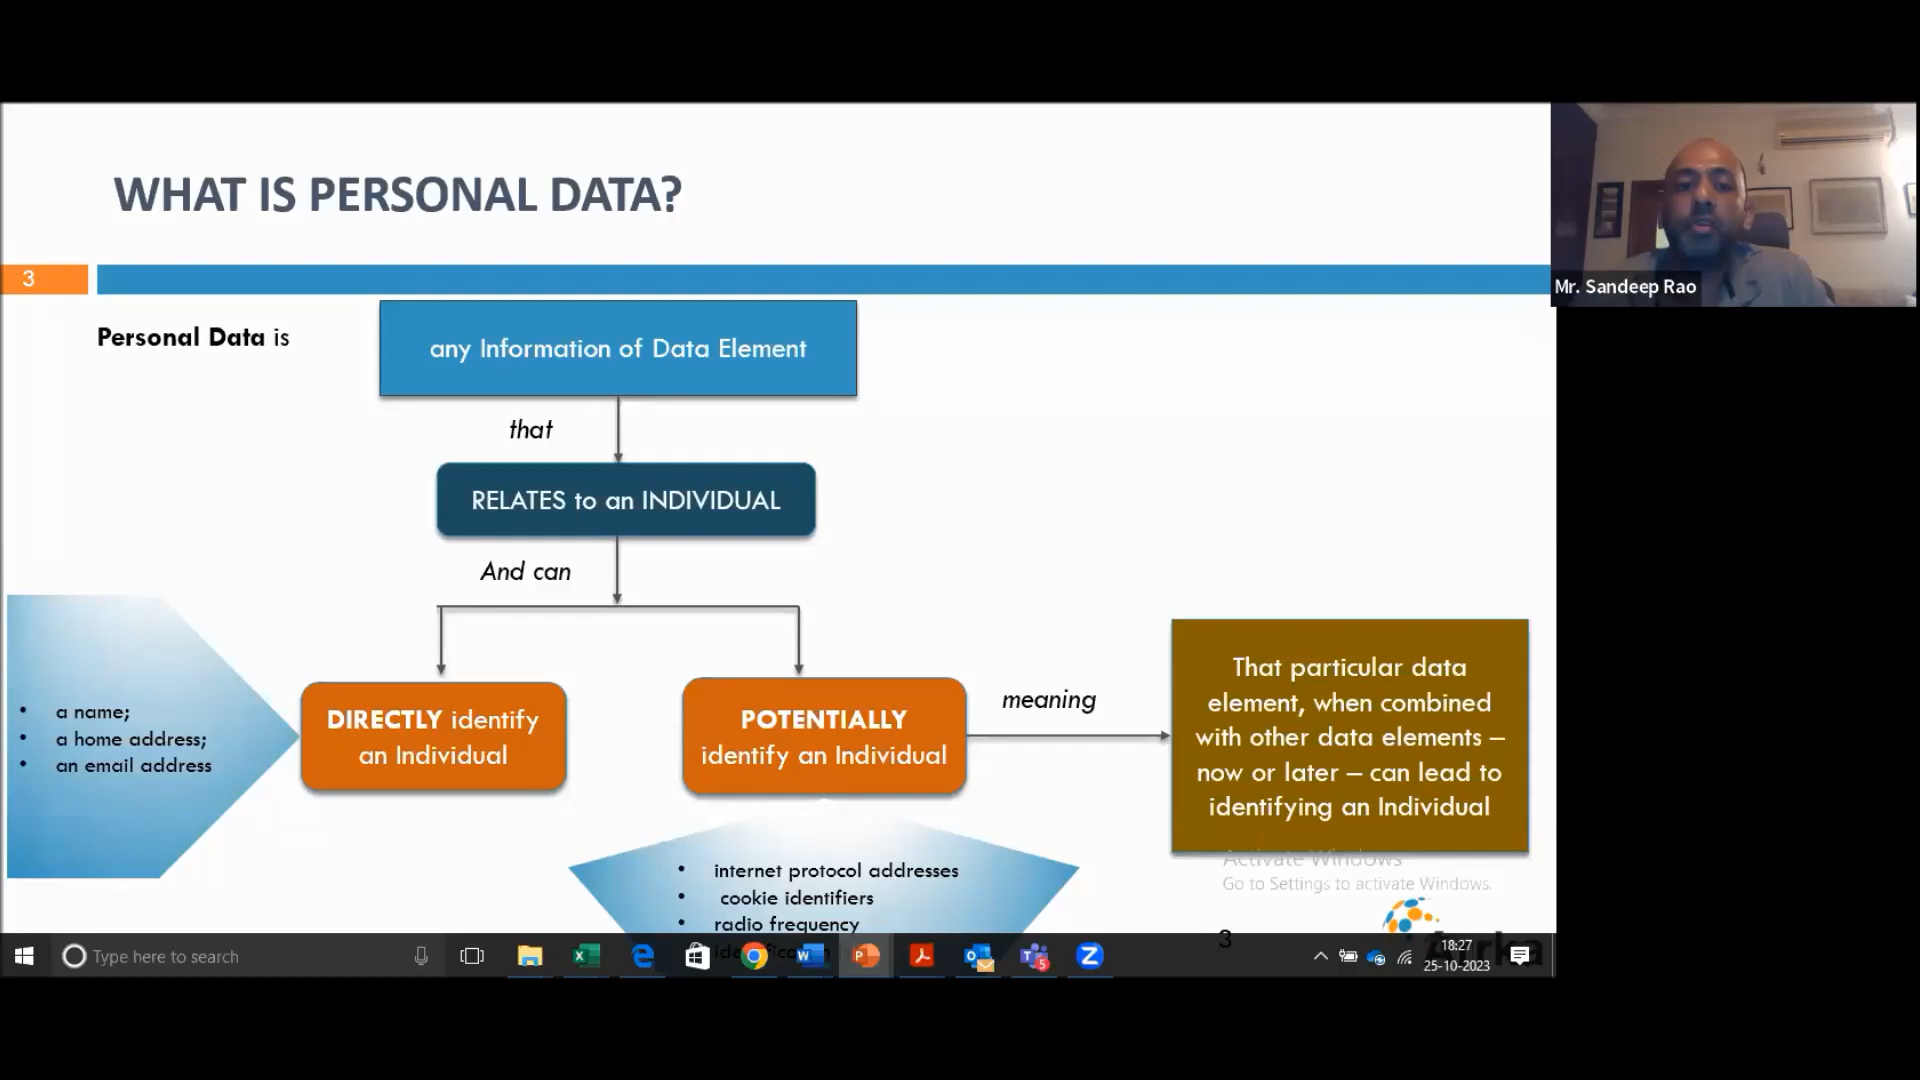 WHAT IS PERSONAL DATA?
3
Personal Data is
any Information of Data Element
that
RELATES to an INDIVIDUAL
And can
• a name;
• a home address;
• an email address
DIRECTLY identify
an Individual
POTENTIALLY
identify an Individual
meaning
That particular data
element, when combined
with other data elements –
now or later – can lead to
identifying an Individual
• internet protocol addresses
• cookie identifiers
• radio frequency
Activate Windows
Go to Settings to activate Windows.
3
Mr. Sandeep Rao
Type here to search
18:27
25-10-2023